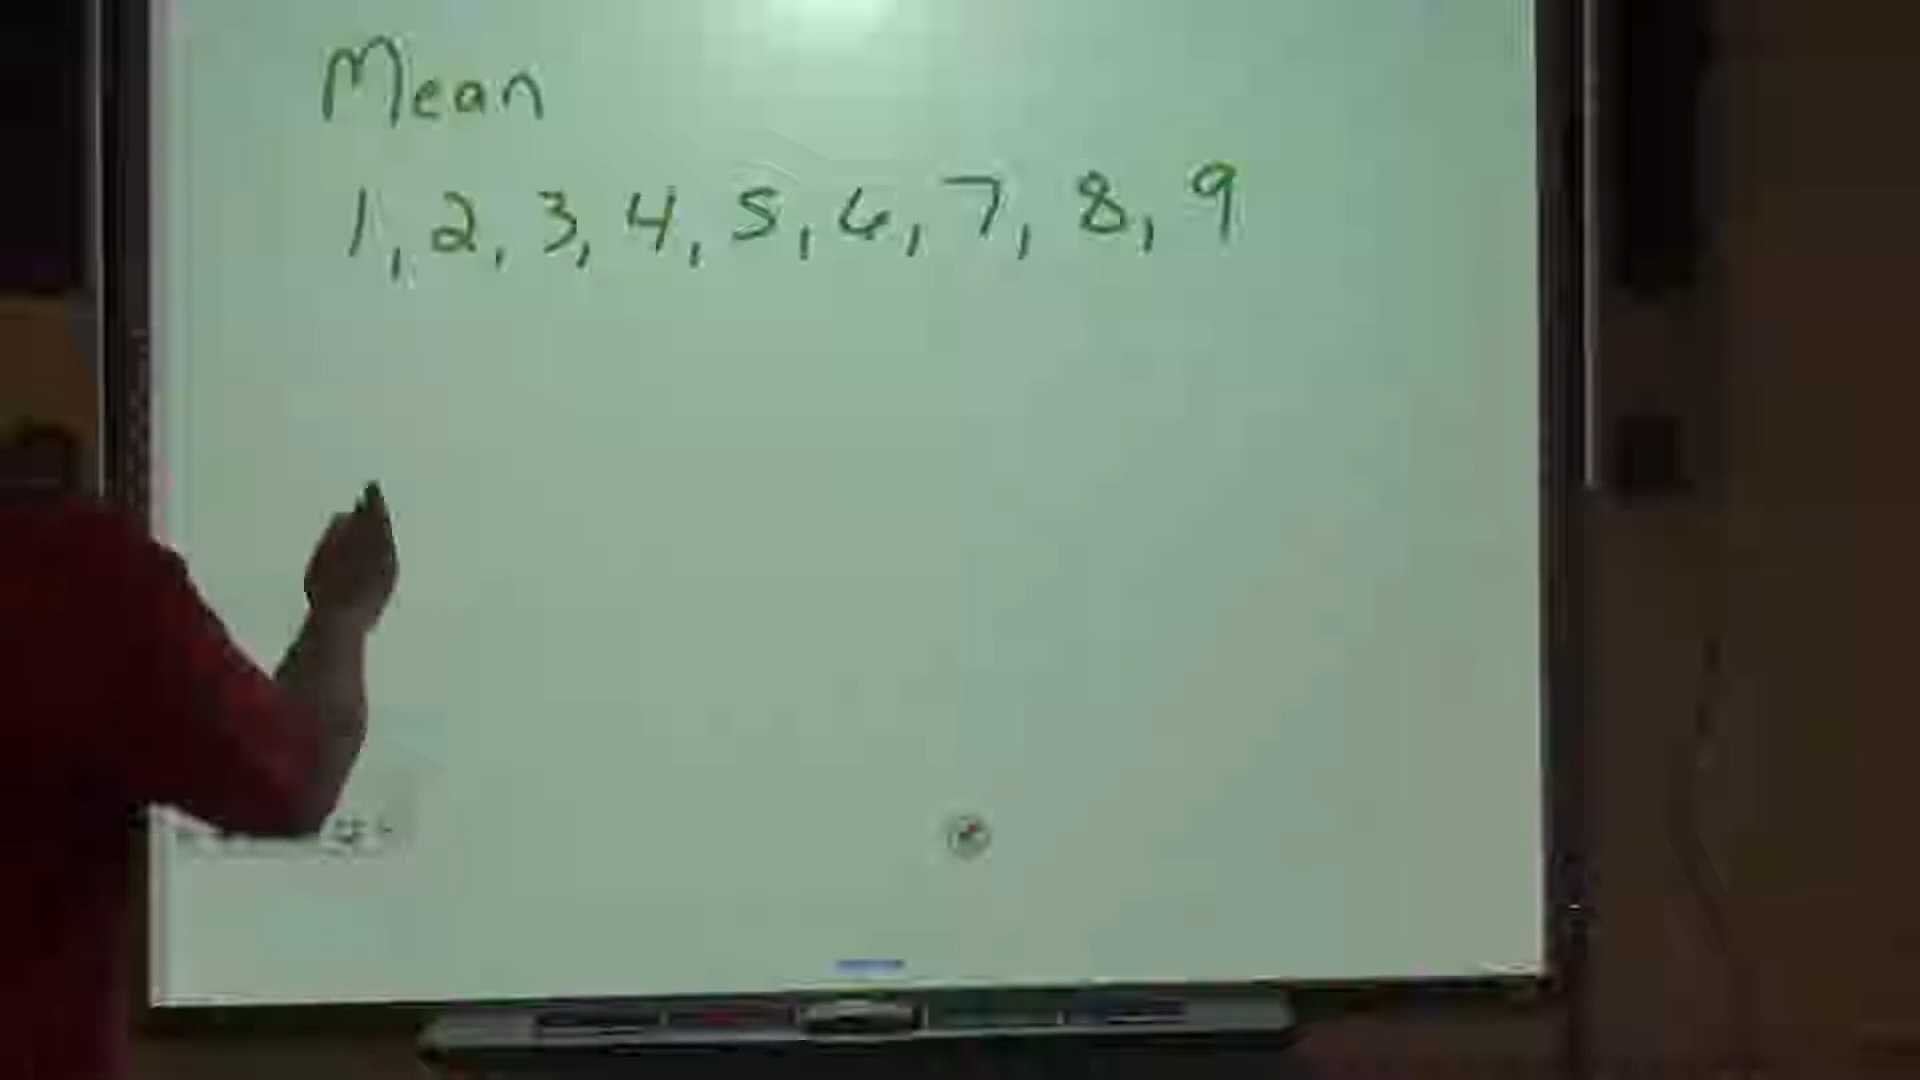 Mean
1, 2, 3, 4, 5, 6, 7, 8, 9